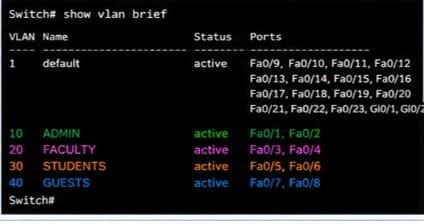 Switch# show vlan brief
VLAN Name Status Ports
---- -------------------- -------- --------------------
1 default active Fa0/9, Fa0/10, Fa0/11, Fa0/12
Fa0/13, Fa0/14, Fa0/15, Fa0/16
Fa0/17, Fa0/18, Fa0/19, Fa0/20
Fa0/21, Fa0/22, Fa0/23, Gi0/1, Gi0/2
10 ADMIN active Fa0/1, Fa0/2
20 FACULTY active Fa0/3, Fa0/4
30 STUDENTS active Fa0/5, Fa0/6
40 GUESTS active Fa0/7, Fa0/8
Switch#